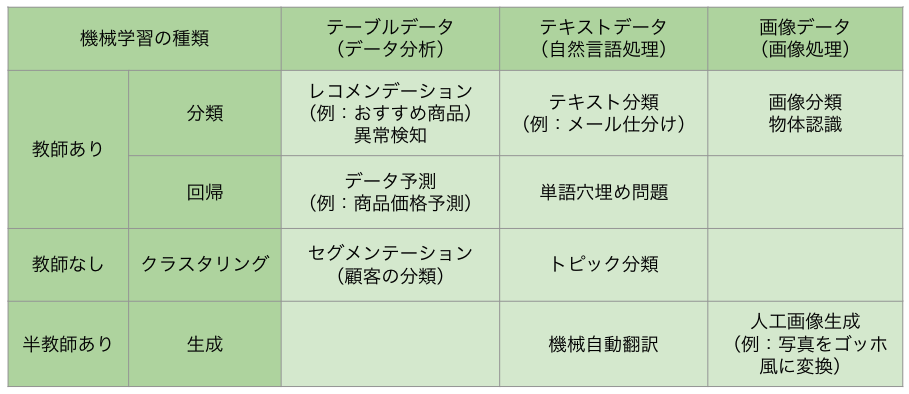 機械学習の種類
テーブルデータ
（データ分析）
テキストデータ
（自然言語処理）
画像データ
（画像処理）
教師あり
分類
レコメンデーション
（例：おすすめ商品）
異常検知
テキスト分類
（例：メール仕分け）
画像分類
物体認識
回帰
データ予測
（例：商品価格予測）
単語穴埋め問題
教師なし
クラスタリング
セグメンテーション
（顧客の分類）
トピック分類
半教師あり
生成
機械自動翻訳
人工画像生成
（例：写真をゴッホ
風に変換）